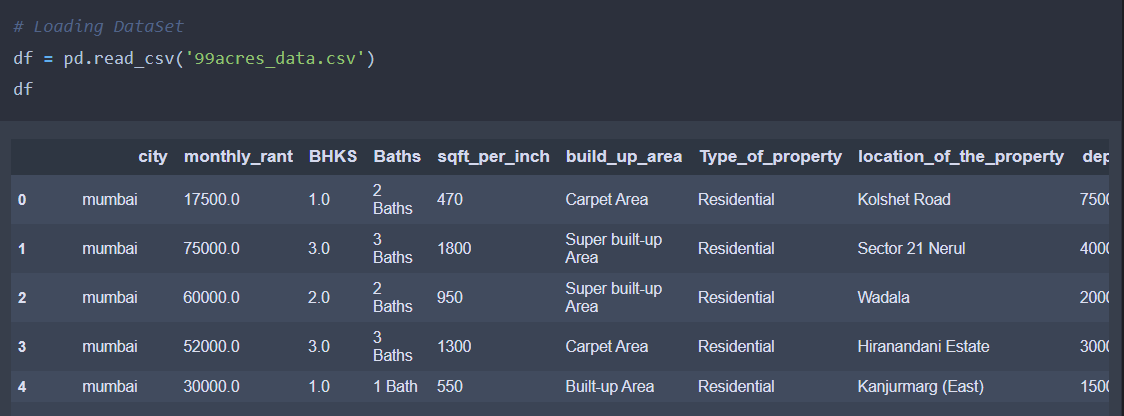 # Loading DataSet
df = pd.read_csv('99acres_data.csv')
df
city monthly_rant BHKS Baths sqft_per_inch build_up_area Type_of_property location_of_the_property dep
0 mumbai 17500.0 1.0 2 Baths 470 Carpet Area Residential Kolshet Road 7500
1 mumbai 75000.0 3.0 3 Baths 1800 Super built-up Area Residential Sector 21 Nerul 4000
2 mumbai 60000.0 2.0 2 Baths 950 Super built-up Area Residential Wadala 2000
3 mumbai 52000.0 3.0 3 Baths 1300 Carpet Area Residential Hiranandani Estate 3000
4 mumbai 30000.0 1.0 1 Bath 550 Built-up Area Residential Kanjurmarg (East) 1500